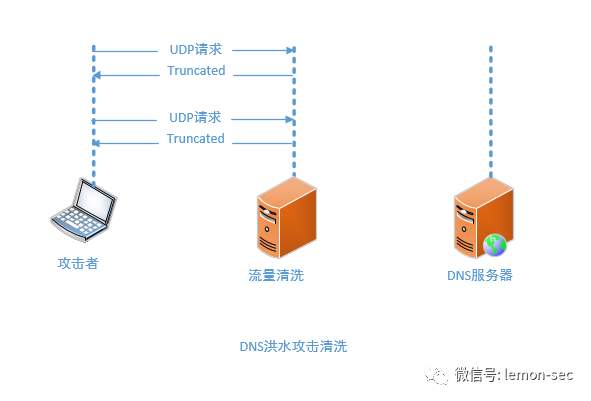 UDP请求
Truncated
UDP请求
Truncated
攻击者
流量清洗
DNS服务器
DNS洪水攻击清洗
微信号: lemon-sec